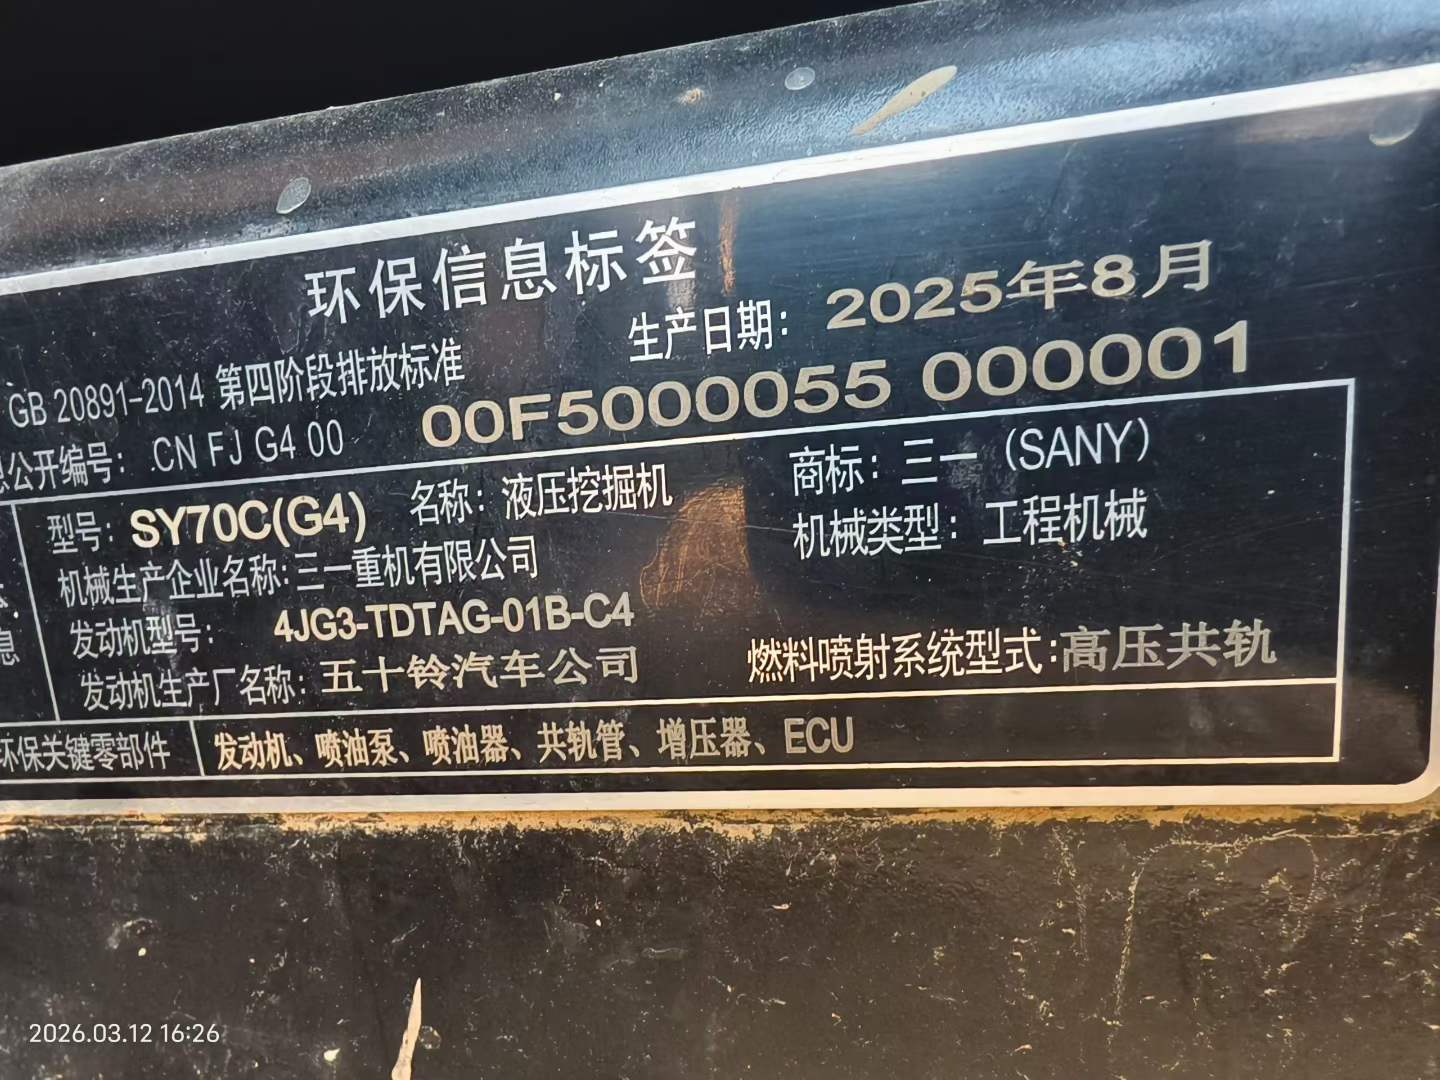 环保信息标签
GB 20891-2014 第四阶段排放标准 生产日期：2025年8月
息公开编号：CN FJ G4 00 00F5000055 000001
型号：SY70C(G4) 名称：液压挖掘机 商标：三一（SANY）
机械生产企业名称：三一重机有限公司 机械类型：工程机械
发动机型号：4JG3-TDTAG-01B-C4
息
发动机生产厂名称：五十铃汽车公司 燃料喷射系统型式：高压共轨
环保关键零部件 发动机、喷油泵、喷油器、共轨管、增压器、ECU
2026.03.12 16:26